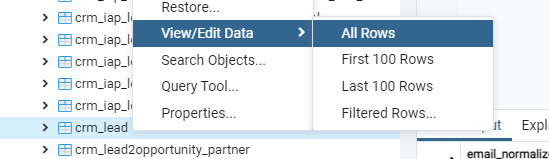 Restore...
crm_iap_l
View/Edit Data
All Rows
crm_iap_l
Search Objects...
First 100 Rows
crm_iap_l
Query Tool...
Last 100 Rows
crm_iap_l
Properties...
Filtered Rows...
crm_lead
Expla
crm_lead2opportunity_partner
email_normaliz